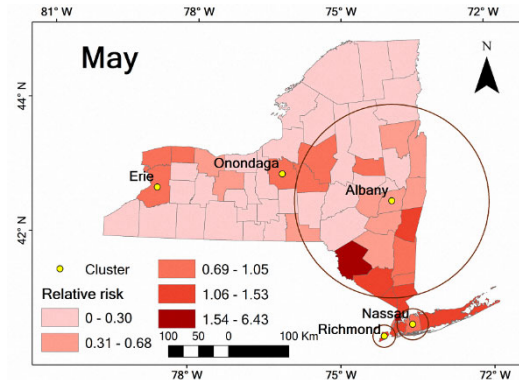 81° W 78° W 75° W 72° W
May
N
44° N
44° N
Onondaga
Erie
Albany
42° N
42° N
Cluster
Relative risk
0 - 0.30
0.31 - 0.68
0.69 - 1.05
1.06 - 1.53
1.54 - 6.43
Nassau
Richmond
100 50 0 100 Km
78° W 75° W 72° W